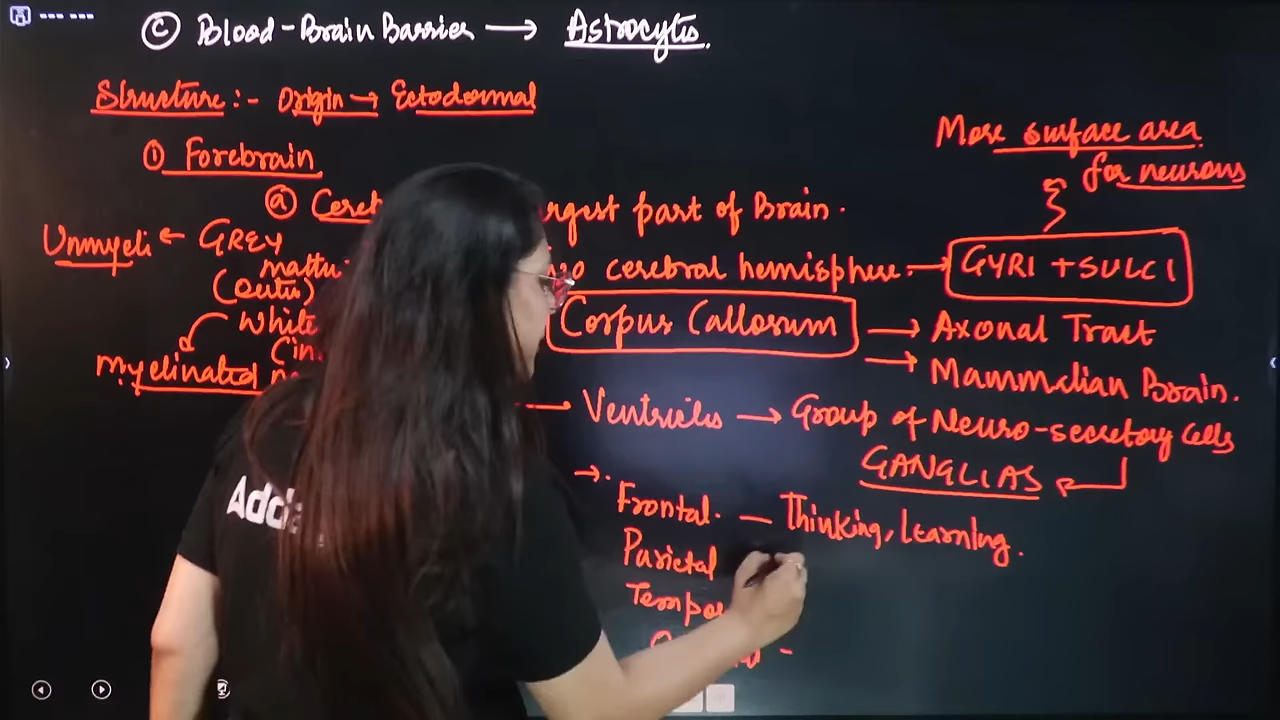 © Blood-Brain Barrier → Astrocytes.
Structure:- Origin → Ectodermal
① Forebrain
More surface area
for neurons
ⓐ Cereb
rgest part of Brain.
Unmyeli ← GREY
matter
o cerebral hemisphere. → GYRI + SULCI
White
Corpus Callosum → Axonal Tract
→ Mammalian Brain.
Myelinated
→ Ventricles → Group of Neuro-secretory cells
GANGLIAS
→.
Frontal. — Thinking, Learning.
Parietal
Tempor
Adda